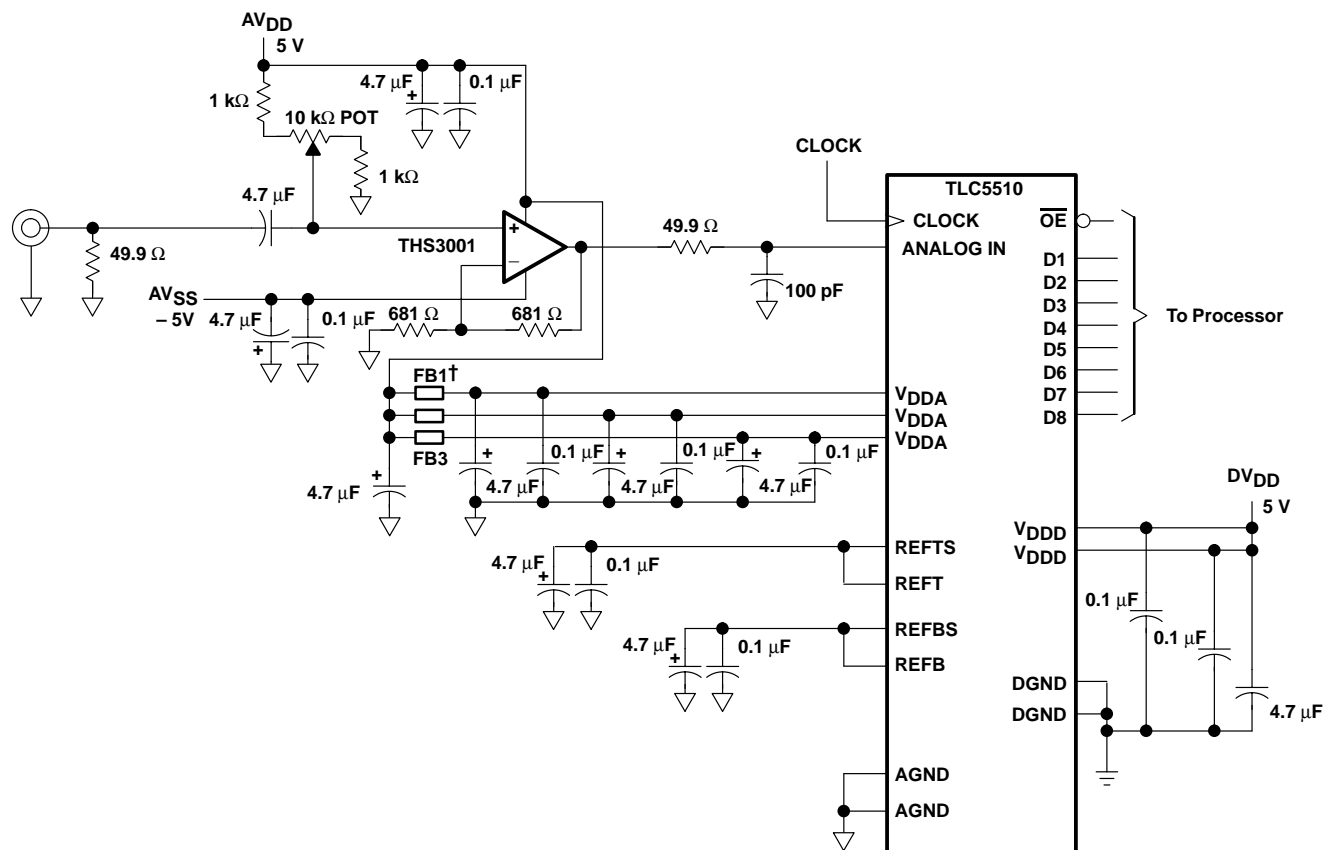 AVDD
5 V
1 kΩ
10 kΩ POT
1 kΩ
4.7 μF
+
0.1 μF
4.7 μF
49.9 Ω
THS3001
+
–
49.9 Ω
100 pF
AVSS
– 5V
4.7 μF
+
0.1 μF
681 Ω
681 Ω
CLOCK
TLC5510
CLOCK
ANALOG IN
OE
D1
D2
D3
D4
D5
D6
D7
D8
To Processor
FB1†
FB3
VDDA
VDDA
VDDA
+
4.7 μF
+
4.7 μF
0.1 μF
+
4.7 μF
0.1 μF
+
4.7 μF
0.1 μF
REFTS
REFT
4.7 μF
+
0.1 μF
REFBS
REFB
4.7 μF
+
0.1 μF
AGND
AGND
DVDD
5 V
VDDD
VDDD
0.1 μF
0.1 μF
+
4.7 μF
DGND
DGND